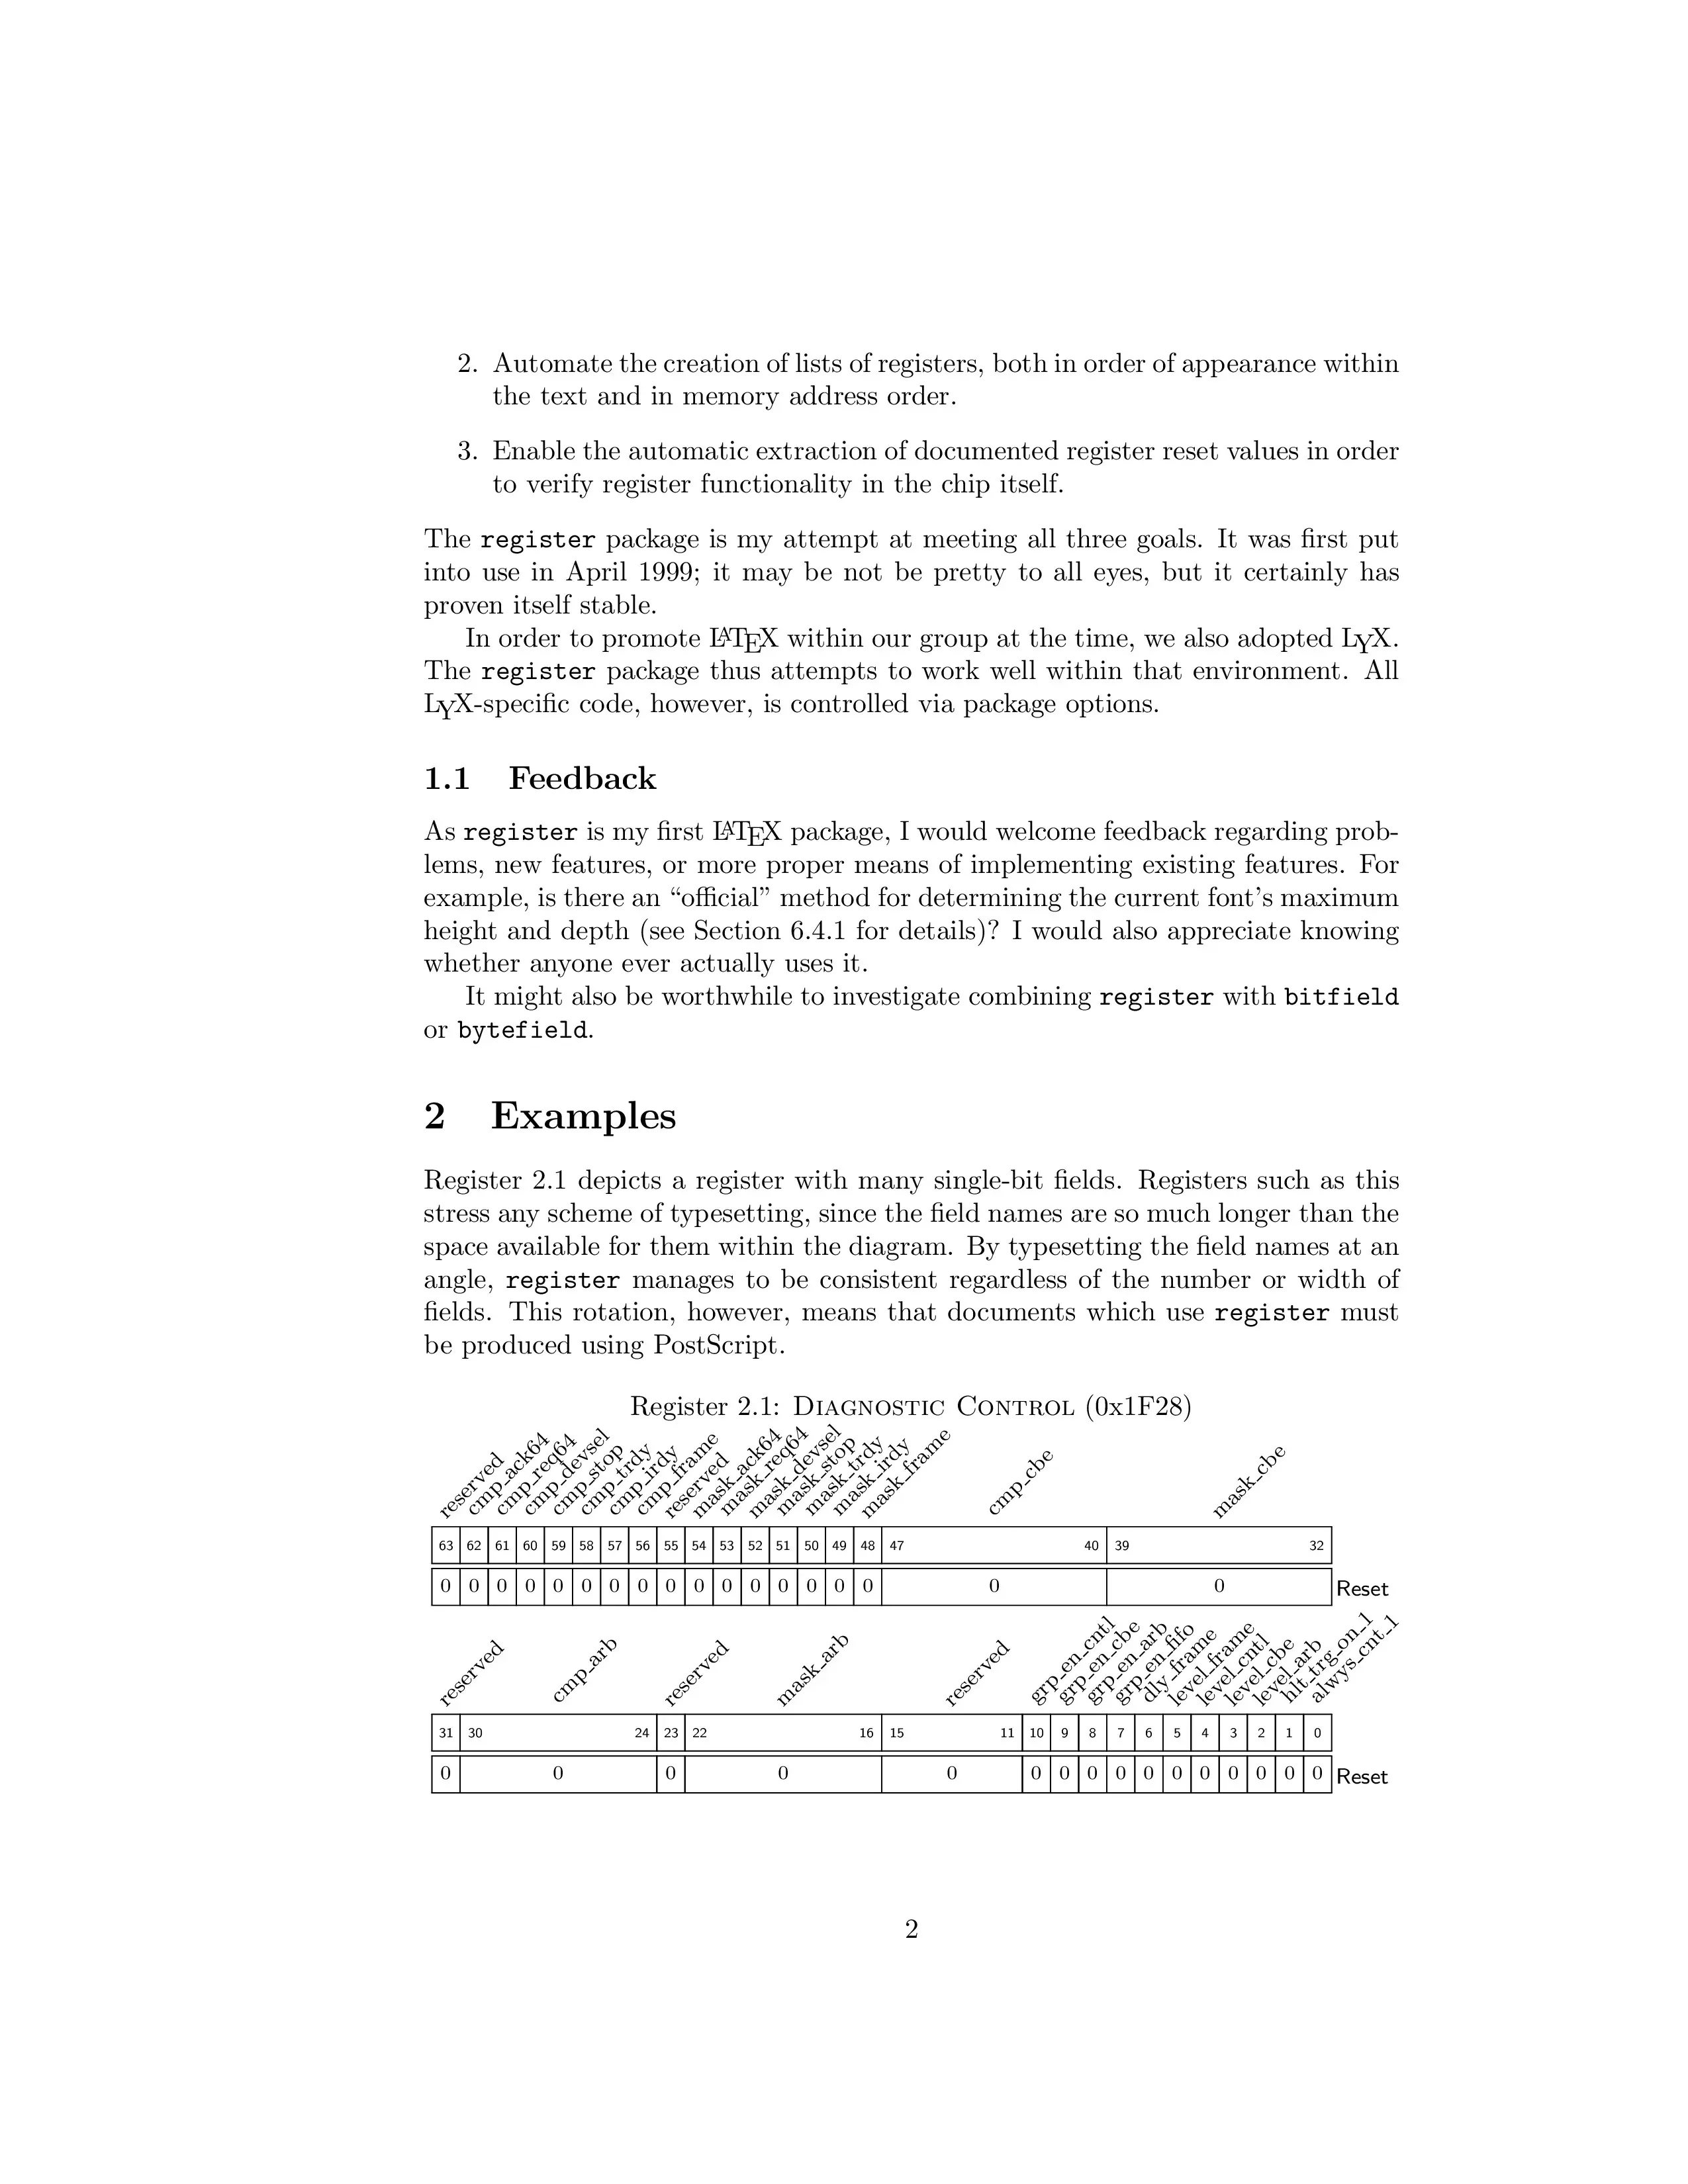 2. Automate the creation of lists of registers, both in order of appearance within
the text and in memory address order.
3. Enable the automatic extraction of documented register reset values in order
to verify register functionality in the chip itself.
The register package is my attempt at meeting all three goals. It was first put
into use in April 1999; it may be not be pretty to all eyes, but it certainly has
proven itself stable.
In order to promote LATEX within our group at the time, we also adopted LYX.
The register package thus attempts to work well within that environment. All
LYX-specific code, however, is controlled via package options.
1.1 Feedback
As register is my first LATEX package, I would welcome feedback regarding prob-
lems, new features, or more proper means of implementing existing features. For
example, is there an “official” method for determining the current font’s maximum
height and depth (see Section 6.4.1 for details)? I would also appreciate knowing
whether anyone ever actually uses it.
It might also be worthwhile to investigate combining register with bitfield
or bytefield.
2 Examples
Register 2.1 depicts a register with many single-bit fields. Registers such as this
stress any scheme of typesetting, since the field names are so much longer than the
space available for them within the diagram. By typesetting the field names at an
angle, register manages to be consistent regardless of the number or width of
fields. This rotation, however, means that documents which use register must
be produced using PostScript.
Register 2.1: DIAGNOSTIC CONTROL (0x1F28)
reserved cmp_ack64 cmp_req64 cmp_devsel cmp_stop cmp_trdy cmp_irdy cmp_frame reserved mask_ack64 mask_req64 mask_devsel mask_stop mask_trdy mask_irdy mask_frame cmp_cbe mask_cbe
63 62 61 60 59 58 57 56 55 54 53 52 51 50 49 48 47 40 39 32
0 0 0 0 0 0 0 0 0 0 0 0 0 0 0 0 0 0 Reset
reserved cmp_arb reserved mask_arb reserved grp_en_cntl grp_en_cbe grp_en_arb grp_en_fifo dly_frame level_frame level_cntl level_cbe level_arb hlt_trg_on_1 alwys_cnt_1
31 30 24 23 22 16 15 11 10 9 8 7 6 5 4 3 2 1 0
0 0 0 0 0 0 0 0 0 0 0 0 0 0 0 0 Reset
2